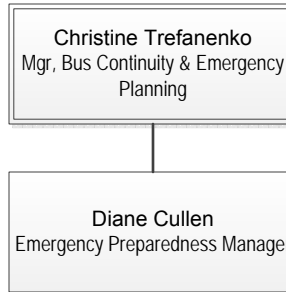 Christine Trefanenko
Mgr, Bus Continuity & Emergency
Planning
Diane Cullen
Emergency Preparedness Manage